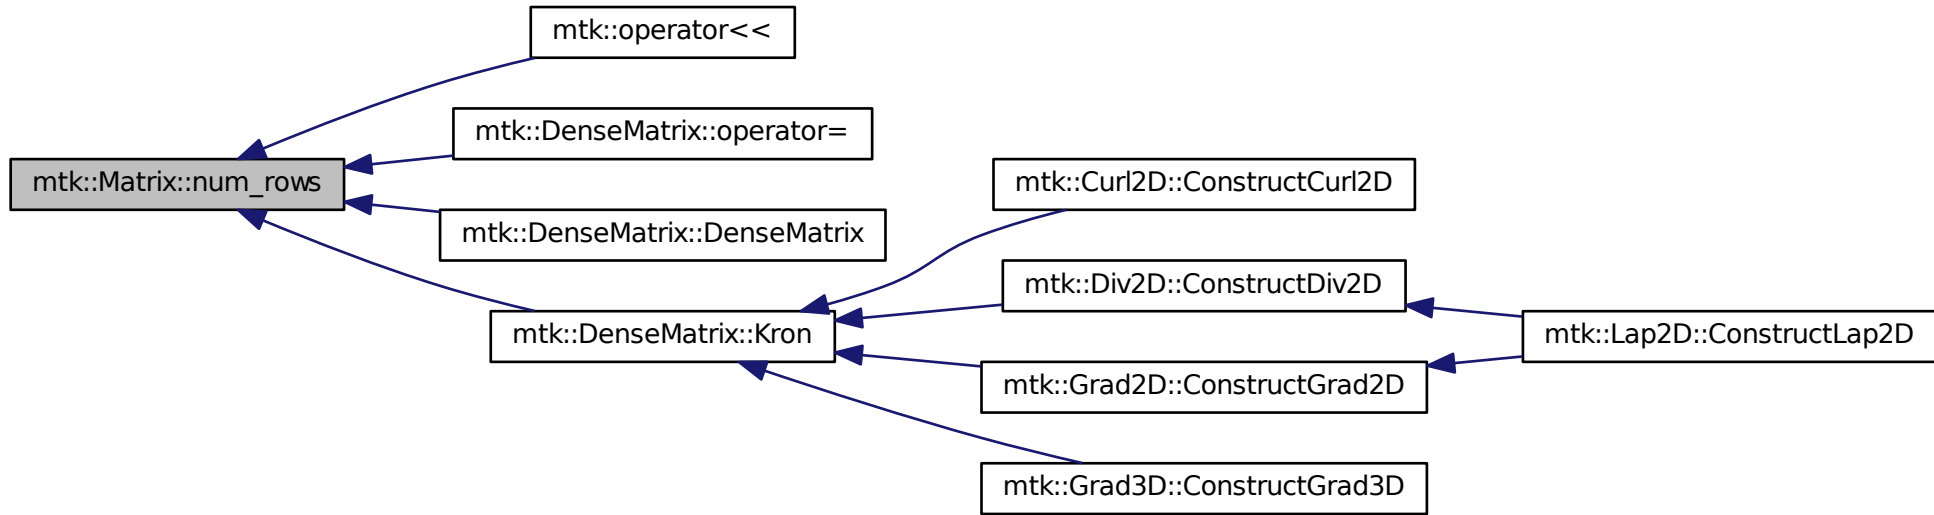 mtk::operator<<
mtk::DenseMatrix::operator=
mtk::Matrix::num_rows
mtk::Curl2D::ConstructCurl2D
mtk::DenseMatrix::DenseMatrix
mtk::Div2D::ConstructDiv2D
mtk::DenseMatrix::Kron
mtk::Lap2D::ConstructLap2D
mtk::Grad2D::ConstructGrad2D
mtk::Grad3D::ConstructGrad3D